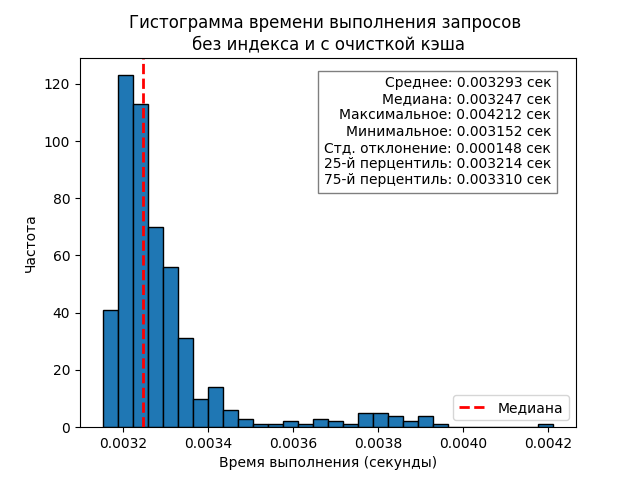 Гистограмма времени выполнения запросов
без индекса и с очисткой кэша
Среднее: 0.003293 сек
Медиана: 0.003247 сек
Максимальное: 0.004212 сек
Минимальное: 0.003152 сек
Стд. отклонение: 0.000148 сек
25-й перцентиль: 0.003214 сек
75-й перцентиль: 0.003310 сек
Частота
120
100
80
60
40
20
0
Медиана
0.0032 0.0034 0.0036 0.0038 0.0040 0.0042
Время выполнения (секунды)